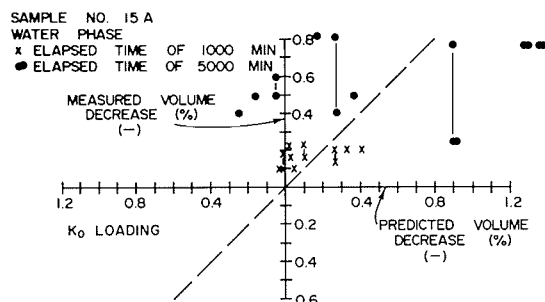 SAMPLE NO. 15 A
WATER PHASE
x ELAPSED TIME OF 1000 MIN
● ELAPSED TIME OF 5000 MIN
0.8
0.6
MEASURED VOLUME
DECREASE (%)
(-)
0.4
0.2
1.2 0.8 0.4 0 0.4 0.8 1.2
K₀ LOADING
0.2
PREDICTED VOLUME
DECREASE (%)
(-)
0.4
0.6